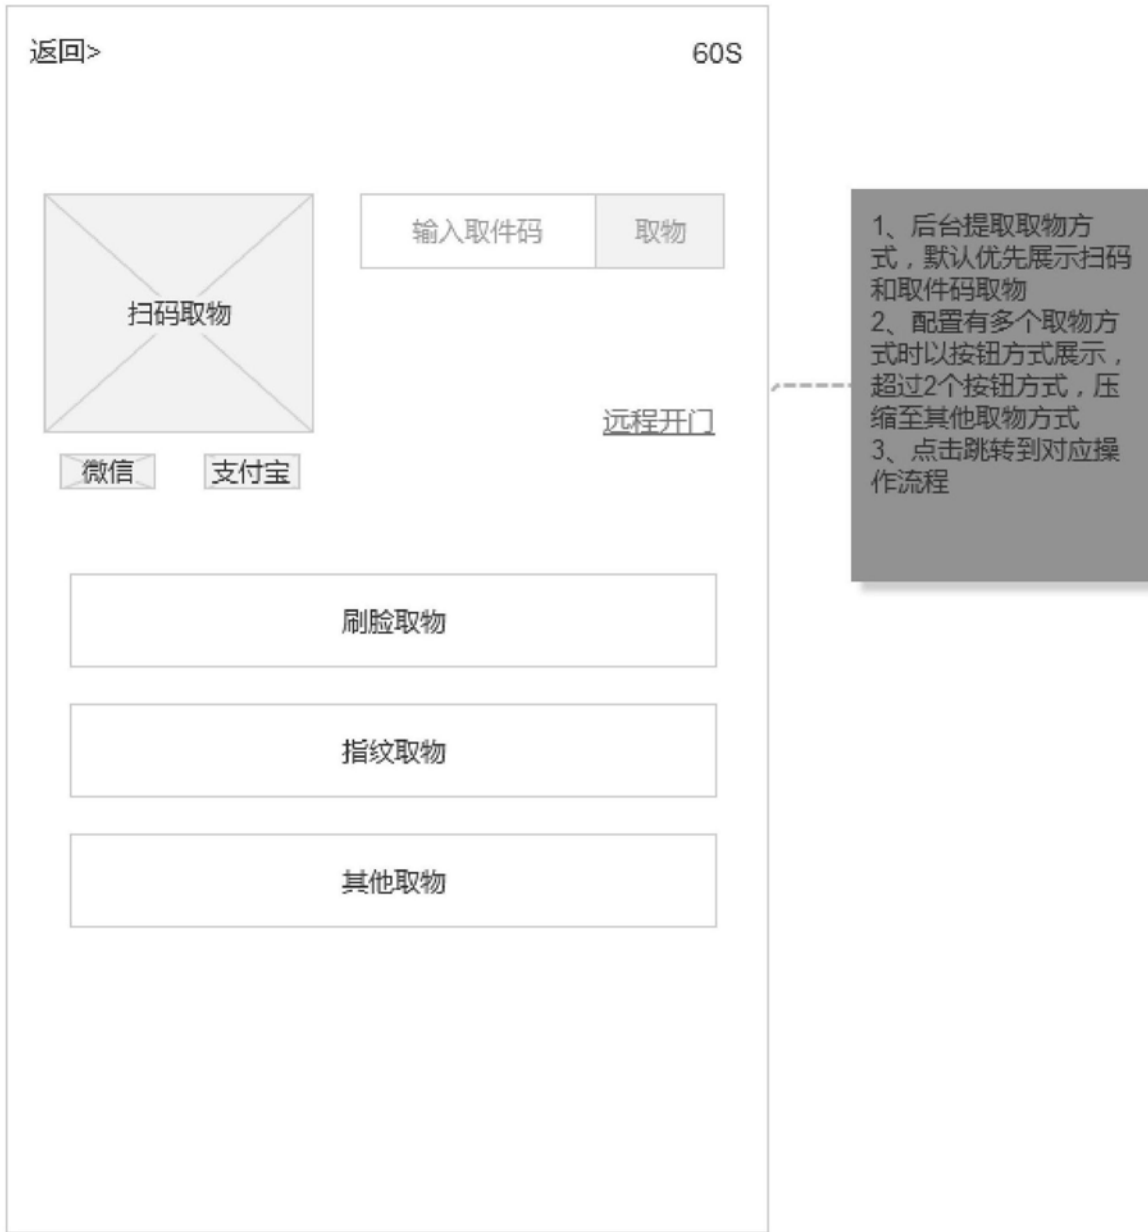 返回>
60S
输入取件码
取物
扫码取物
远程开门
微信
支付宝
刷脸取物
指纹取物
其他取物
1、后台提取取物方
式，默认优先展示扫码
和取件码取物
2、配置有多个取物方
式时以按钮方式展示，
超过2个按钮方式，压
缩至其他取物方式
3、点击跳转到对应操
作流程